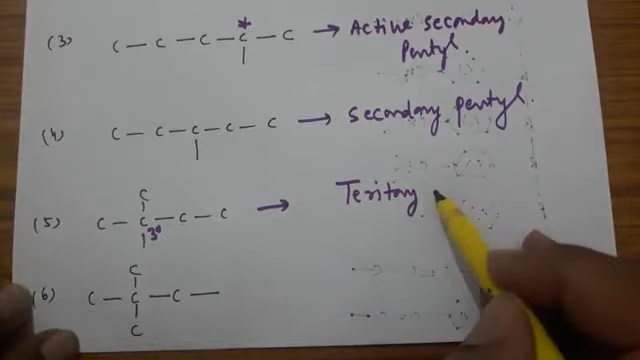 (3) C — C — C — C* — C → Active secondary
pentyl.
(4) C — C — C — C — C → secondary pentyl.
C
(5) C — C — C — C → Teritary
3°
C
(6) C — C — C —
C